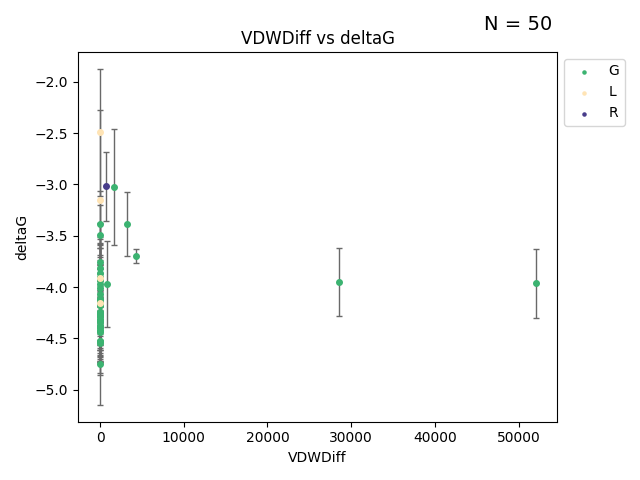 N = 50
VDWDiff vs deltaG
G
L
R
deltaG
−2.0
−2.5
−3.0
−3.5
−4.0
−4.5
−5.0
0 10000 20000 30000 40000 50000
VDWDiff